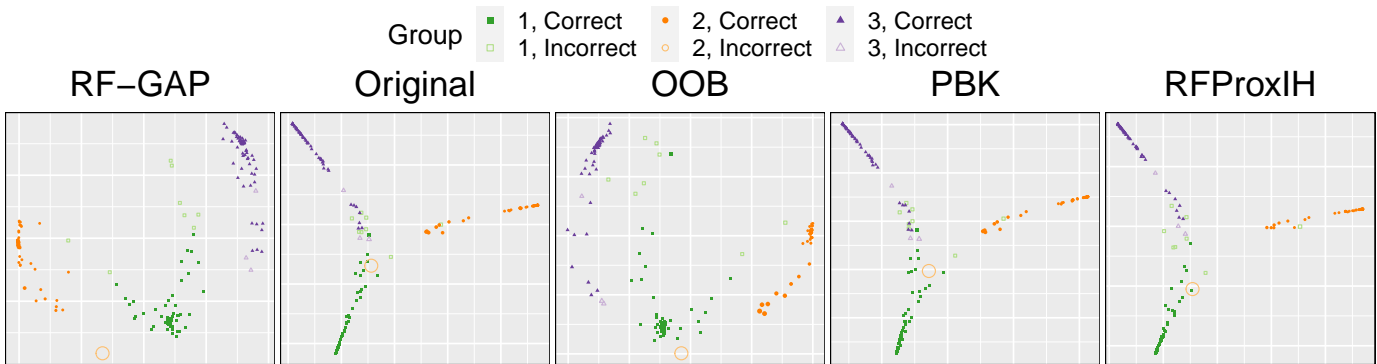 Group
1, Correct
2, Correct
3, Correct
1, Incorrect
2, Incorrect
3, Incorrect
RF−GAP
Original
OOB
PBK
RFProxIH